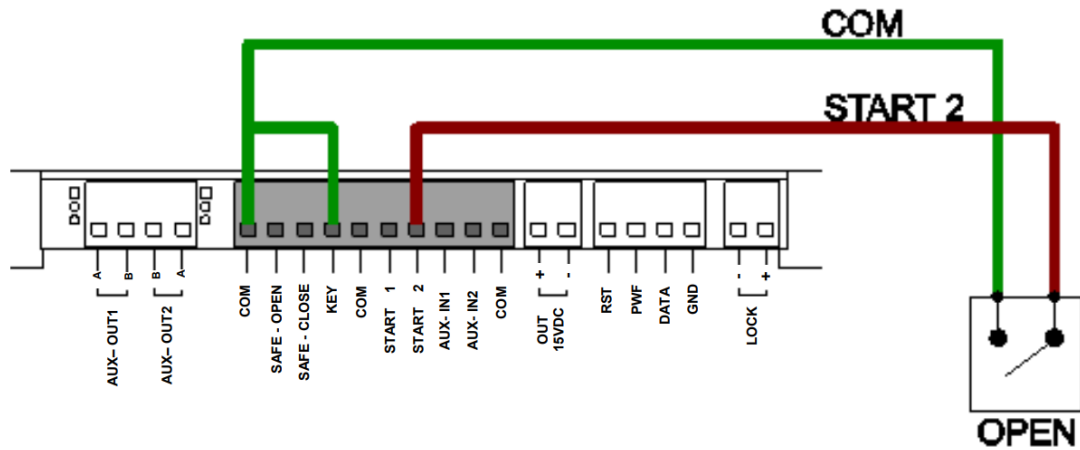 COM
START 2
A
B
B
A
AUX– OUT1
AUX– OUT2
COM
SAFE - OPEN
SAFE - CLOSE
KEY
COM
START 1
START 2
AUX- IN1
AUX- IN2
COM
+
-
OUT
15VDC
RST
PWF
DATA
GND
-
+
LOCK
OPEN